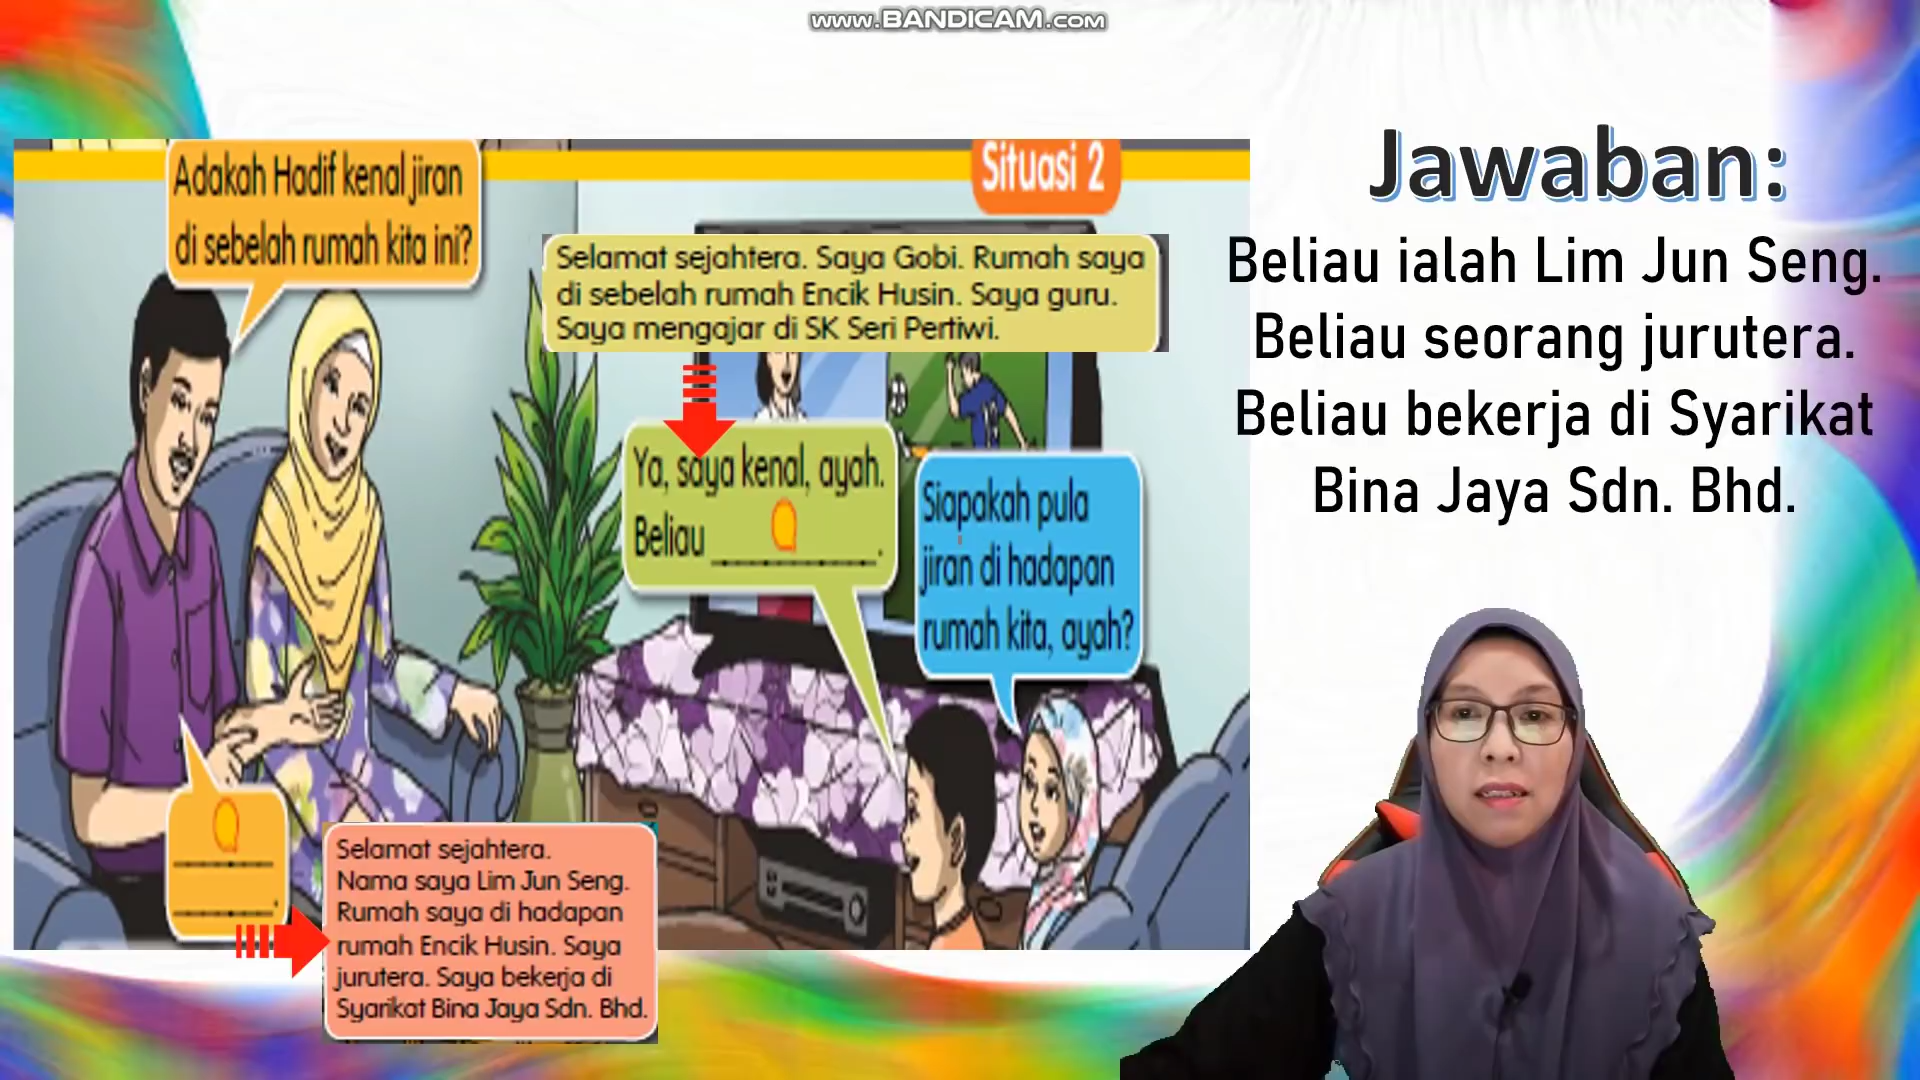 www.BANDICAM.com
Situasi 2
Adakah Hadif kenal jiran
di sebelah rumah kita ini?
Selamat sejahtera. Saya Gobi. Rumah saya
di sebelah rumah Encik Husin. Saya guru.
Saya mengajar di SK Seri Pertiwi.
Ya, saya kenal, ayah.
Beliau __________.
Siapakah pula
jiran di hadapan
rumah kita, ayah?
Selamat sejahtera.
Nama saya Lim Jun Seng.
Rumah saya di hadapan
rumah Encik Husin. Saya
jurutera. Saya bekerja di
Syarikat Bina Jaya Sdn. Bhd.
Jawaban:
Beliau ialah Lim Jun Seng.
Beliau seorang jurutera.
Beliau bekerja di Syarikat
Bina Jaya Sdn. Bhd.